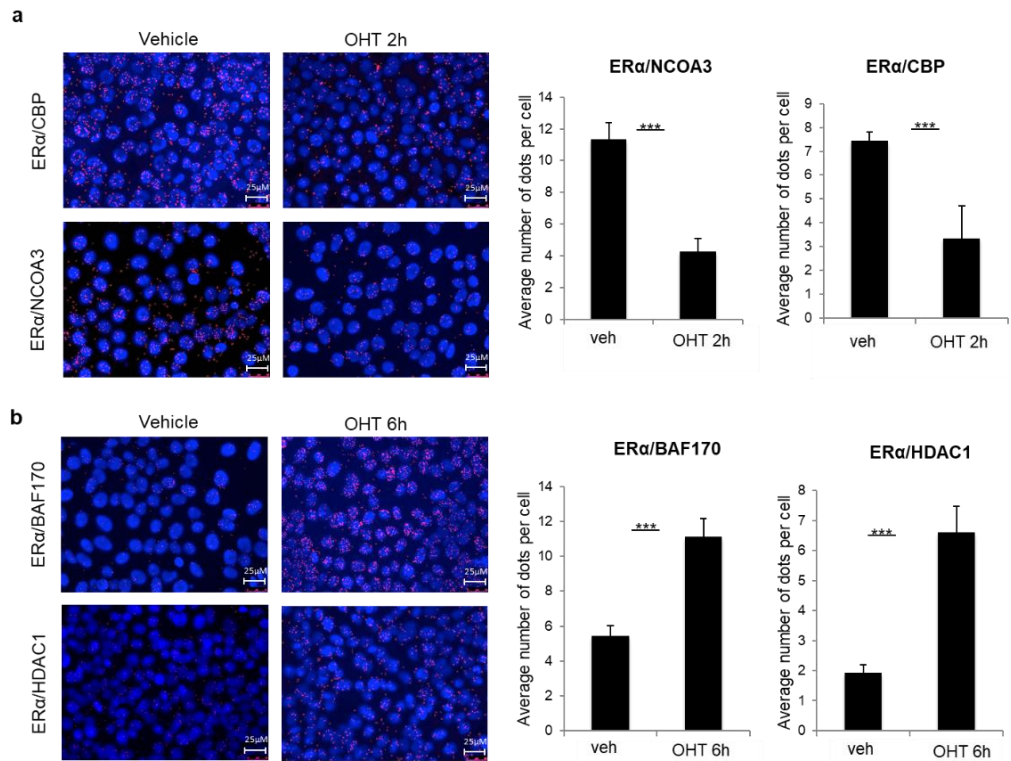 a
Vehicle
OHT 2h
ERα/CBP
25µM
25µM
ERα/NCOA3
25µM
25µM
ERα/NCOA3
Average number of dots per cell
14
12
10
8
6
4
2
0
***
veh
OHT 2h
ERα/CBP
Average number of dots per cell
9
8
7
6
5
4
3
2
1
0
***
veh
OHT 2h
b
Vehicle
OHT 6h
ERα/BAF170
25µM
25µM
ERα/HDAC1
25µM
25µM
ERα/BAF170
Average number of dots per cell
14
12
10
8
6
4
2
0
***
veh
OHT 6h
ERα/HDAC1
Average number of dots per cell
8
7
6
5
4
3
2
1
0
***
veh
OHT 6h